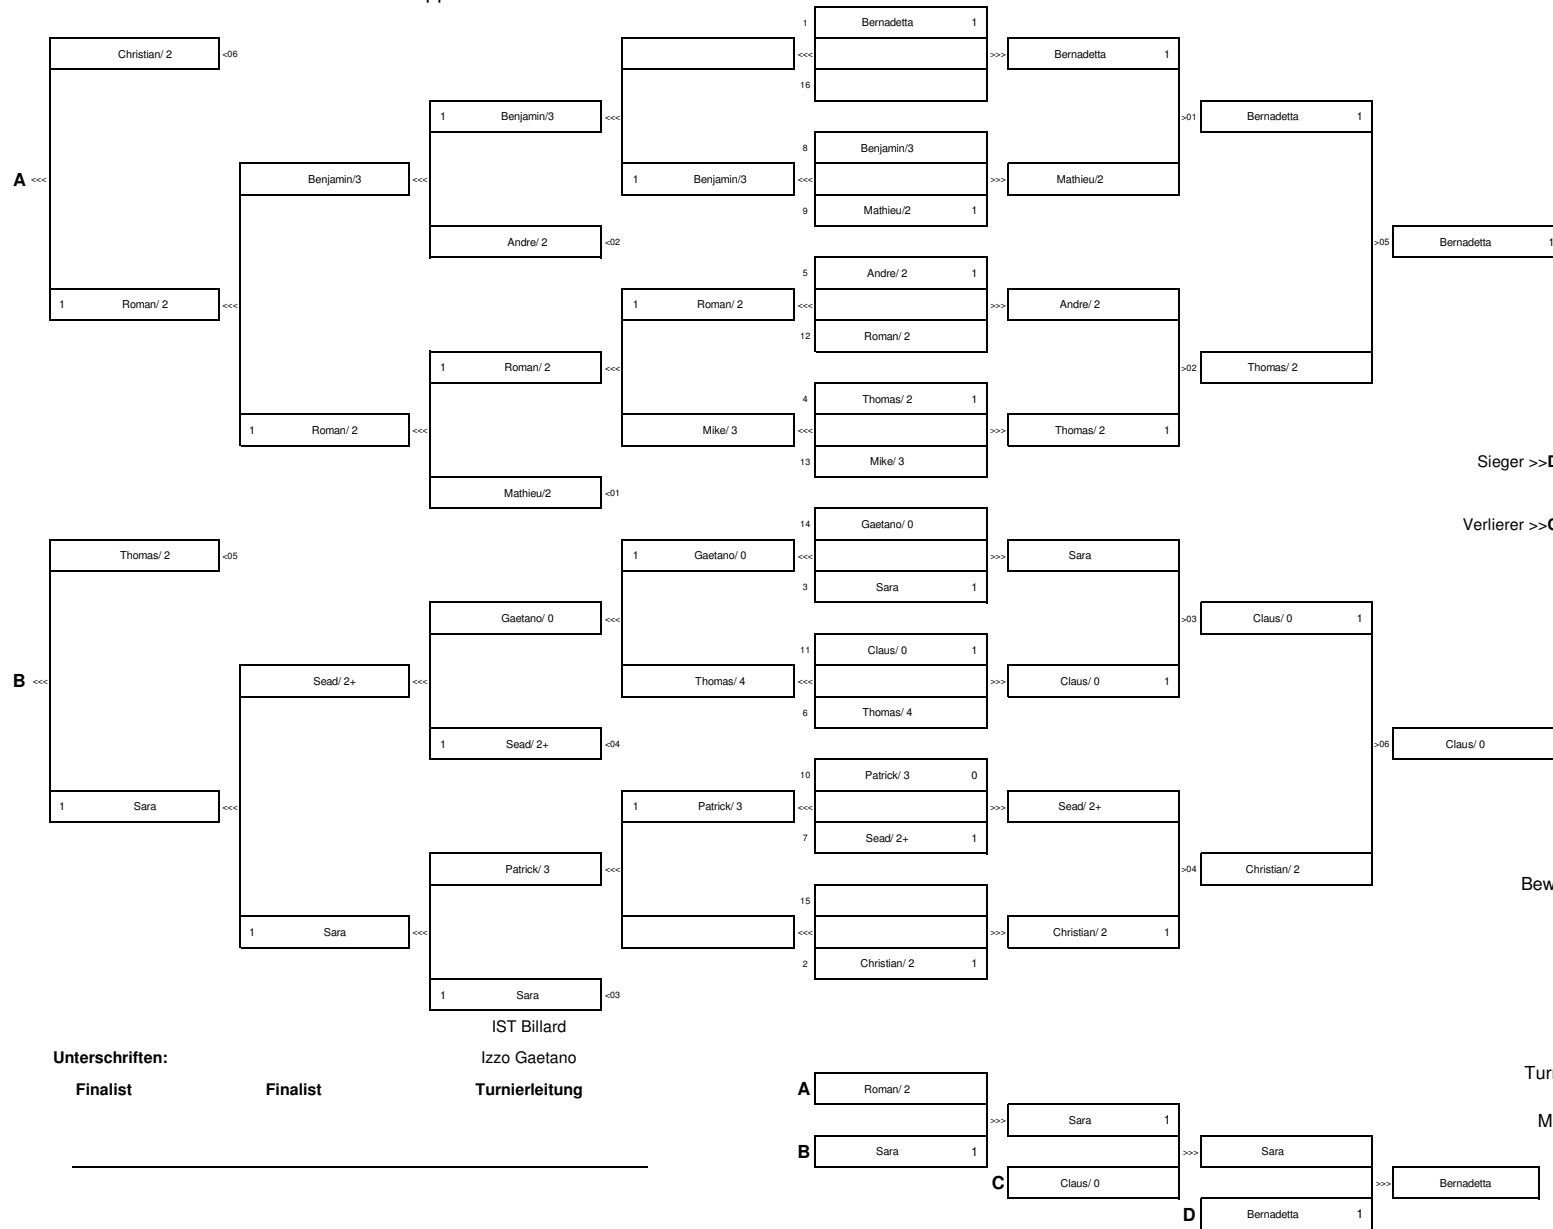 1 Bernadetta 1
Christian/ 2 <06 <<< >>> Bernadetta 1
16
1 Benjamin/3 <<< >01 Bernadetta 1
8 Benjamin/3
A <<< Benjamin/3 <<< 1 Benjamin/3 <<< >>> Mathieu/2
9 Mathieu/2 1
Andre/ 2 <02 >05 Bernadetta 1
5 Andre/ 2 1
1 Roman/ 2 <<< 1 Roman/ 2 <<< >>> Andre/ 2
12 Roman/ 2
1 Roman/ 2 <<< >02 Thomas/ 2
4 Thomas/ 2 1
1 Roman/ 2 <<< Mike/ 3 <<< >>> Thomas/ 2 1
13 Mike/ 3 Sieger >>D
Mathieu/2 <01
14 Gaetano/ 0 Verlierer >>C
Thomas/ 2 <05 1 Gaetano/ 0 <<< >>> Sara
3 Sara 1
Gaetano/ 0 <<< >03 Claus/ 0 1
11 Claus/ 0 1
B <<< Sead/ 2+ <<< Thomas/ 4 <<< >>> Claus/ 0 1
6 Thomas/ 4
1 Sead/ 2+ <04 >06 Claus/ 0
10 Patrick/ 3 0
1 Sara <<< 1 Patrick/ 3 <<< >>> Sead/ 2+
7 Sead/ 2+ 1
Patrick/ 3 <<< >04 Christian/ 2
Bew
15
1 Sara <<< <<< >>> Christian/ 2 1
2 Christian/ 2 1
1 Sara <03
IST Billard
Unterschriften: Izzo Gaetano
Turn
Finalist Finalist Turnierleitung A Roman/ 2
>>> Sara 1 M
B Sara 1 >>> Sara
C Claus/ 0 >>> Bernadetta
D Bernadetta 1